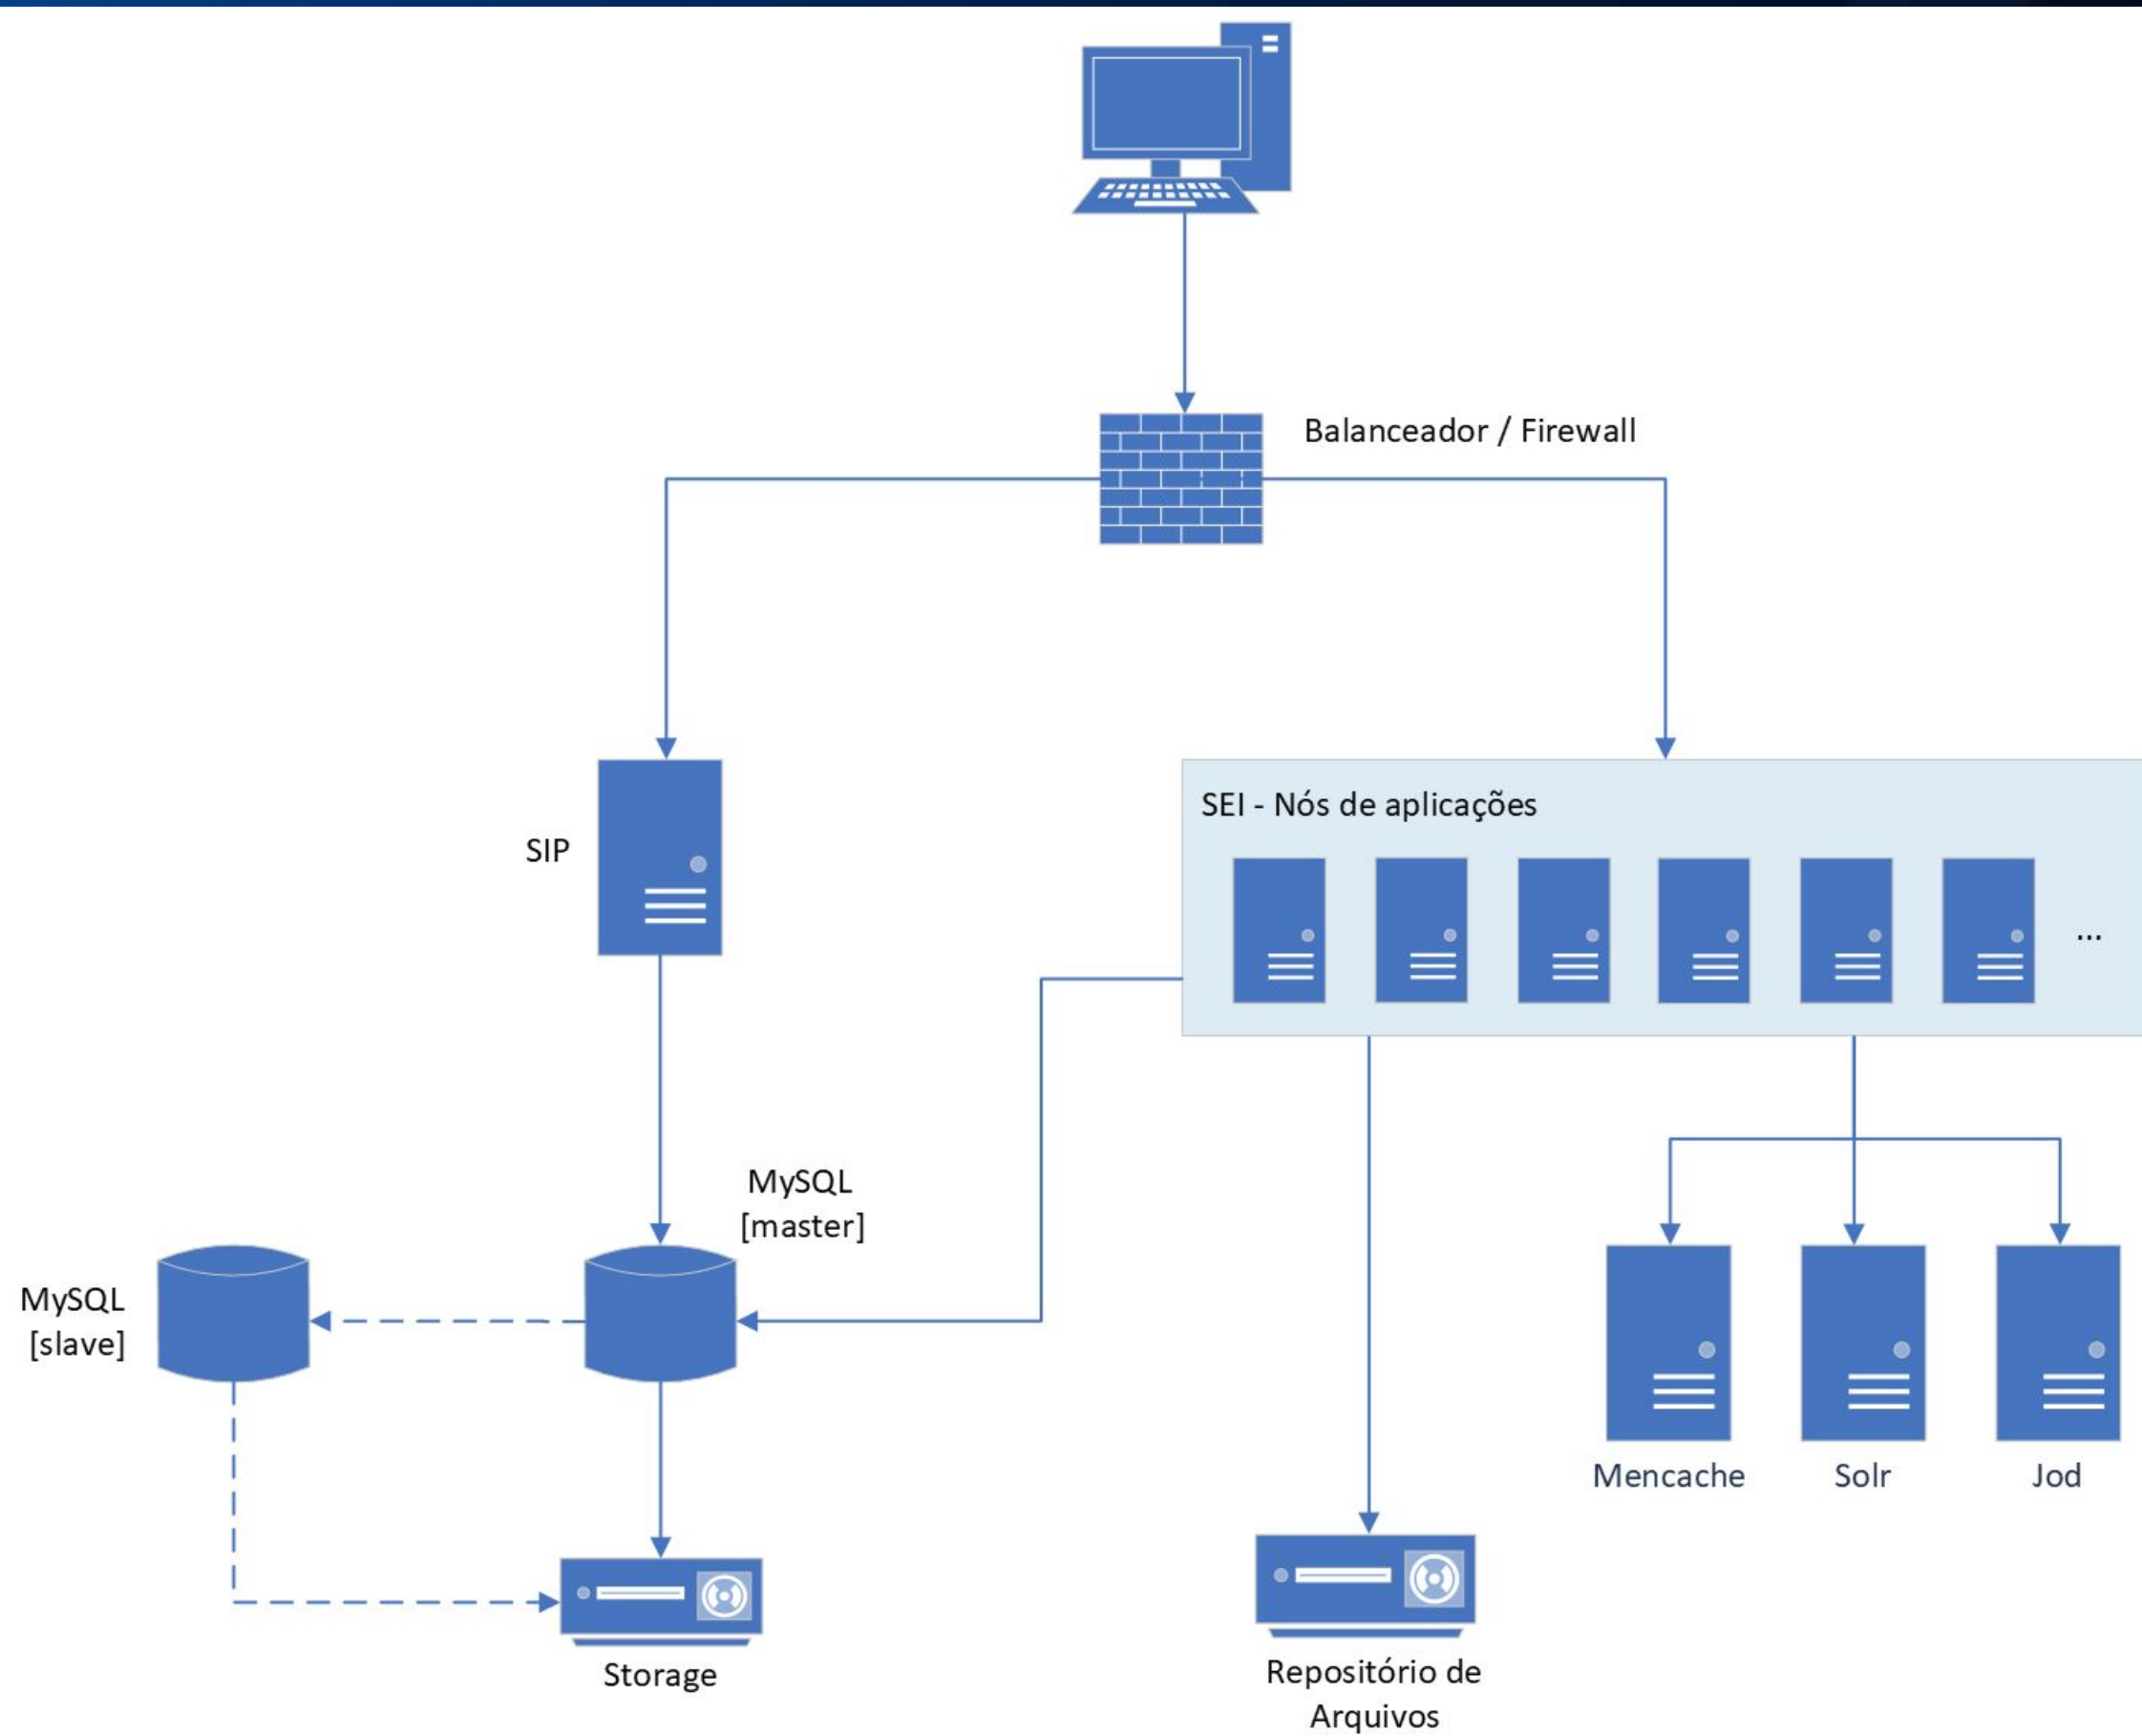 Balanceador / Firewall
SEI - Nós de aplicações
SIP
...
MySQL
[master]
MySQL
[slave]
Mencache
Solr
Jod
Storage
Repositório de
Arquivos